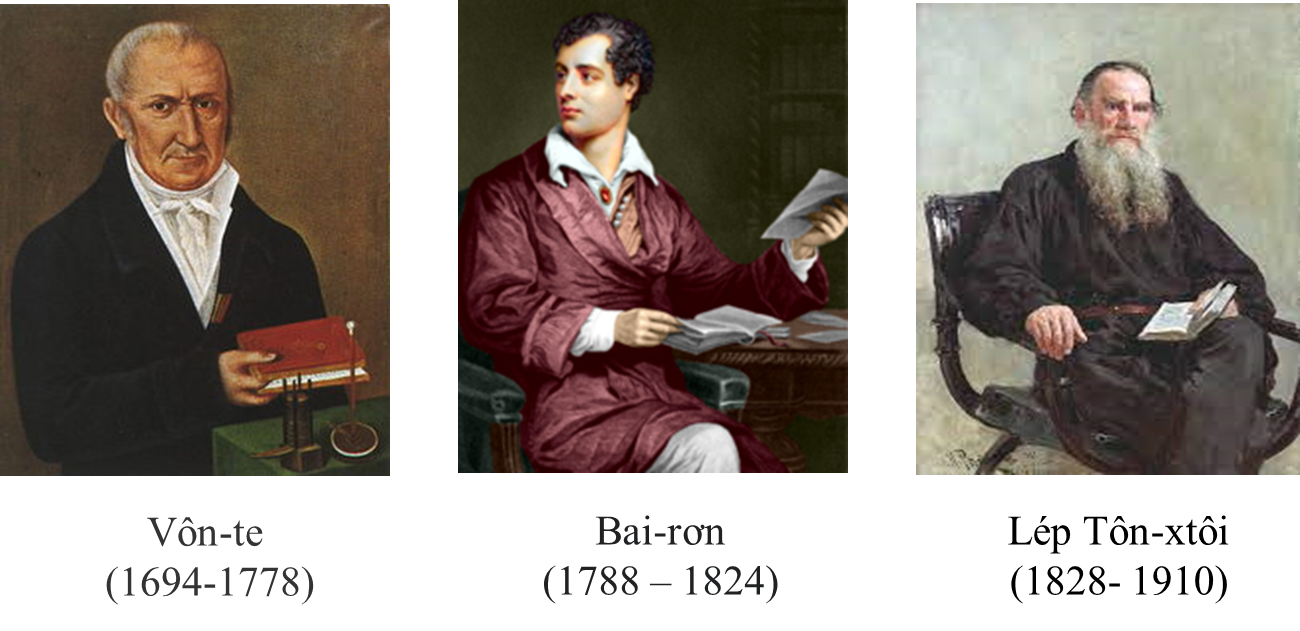 Vôn-te
(1694-1778)
Bai-rơn
(1788 – 1824)
Lép Tôn-xtôi
(1828- 1910)